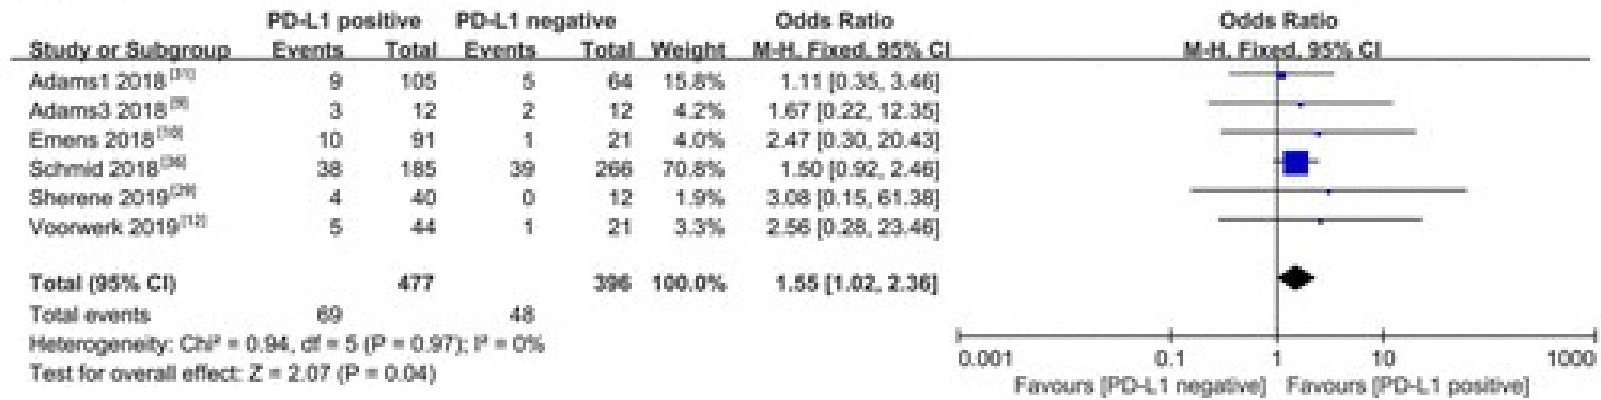 PD-L1 positive PD-L1 negative Odds Ratio Odds Ratio
Study or Subgroup Events Total Events Total Weight M-H, Fixed, 95% CI M-H, Fixed, 95% CI
Adams1 2018 [31] 9 105 5 64 15.8% 1.11 [0.35, 3.46]
Adams3 2018 [9] 3 12 2 12 4.2% 1.67 [0.22, 12.35]
Emens 2018 10 91 1 21 4.0% 2.47 [0.30, 20.43]
Schmid 2018 38 185 39 266 70.8% 1.50 [0.92, 2.46]
Sherene 2019 4 40 0 12 1.9% 3.08 [0.15, 61.38]
Voorwerk 2019 [12] 5 44 1 21 3.3% 2.56 [0.28, 23.46]
Total (95% CI) 477 396 100.0% 1.55 [1.02, 2.36]
Total events 69 48
Heterogeneity: Chi² = 0.94, df = 5 (P = 0.97); I² = 0%
Test for overall effect: Z = 2.07 (P = 0.04)
0.001 0.1 1 10 1000
Favours [PD-L1 negative] Favours [PD-L1 positive]